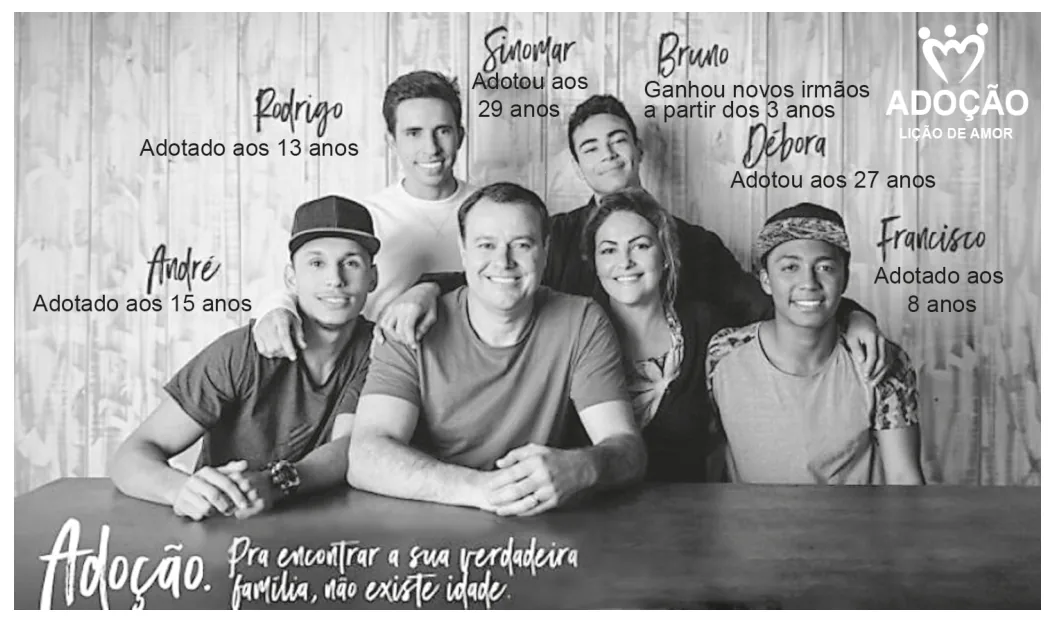 Sinomar
Adotou aos
29 anos
Bruno
Ganhou novos irmãos
a partir dos 3 anos
ADOÇÃO
LIÇÃO DE AMOR
Rodrigo
Adotado aos 13 anos
Débora
Adotou aos 27 anos
André
Adotado aos 15 anos
Francisco
Adotado aos
8 anos
Adoção. Pra encontrar a sua verdadeira
família, não existe idade.